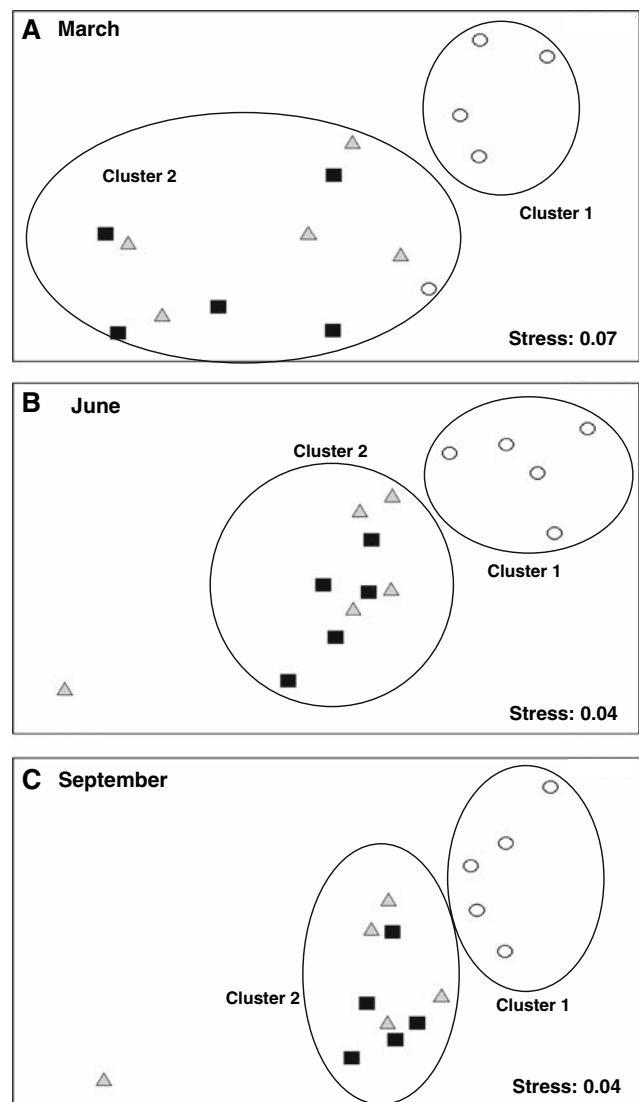 A March
Cluster 2
Cluster 1
Stress: 0.07
B June
Cluster 2
Cluster 1
Stress: 0.04
C September
Cluster 2
Cluster 1
Stress: 0.04